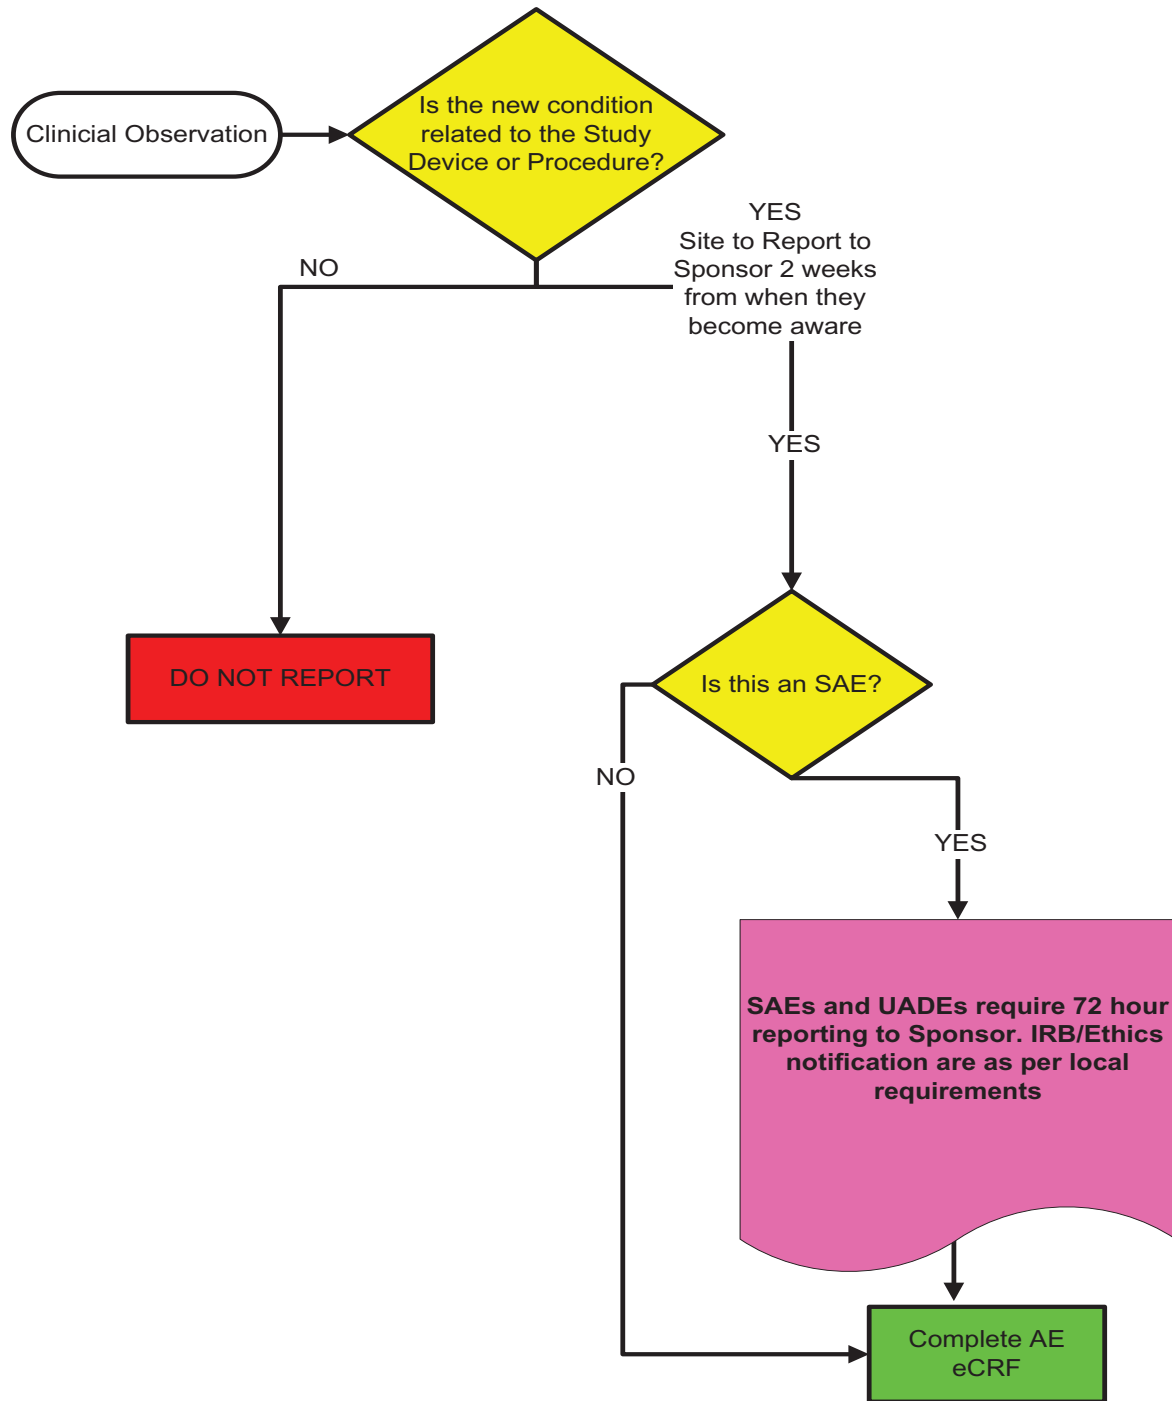 Clinicial Observation
Is the new condition
related to the Study
Device or Procedure?
NO
YES
Site to Report to
Sponsor 2 weeks
from when they
become aware
YES
DO NOT REPORT
Is this an SAE?
NO
YES
SAEs and UADEs require 72 hour
reporting to Sponsor. IRB/Ethics
notification are as per local
requirements
Complete AE
eCRF